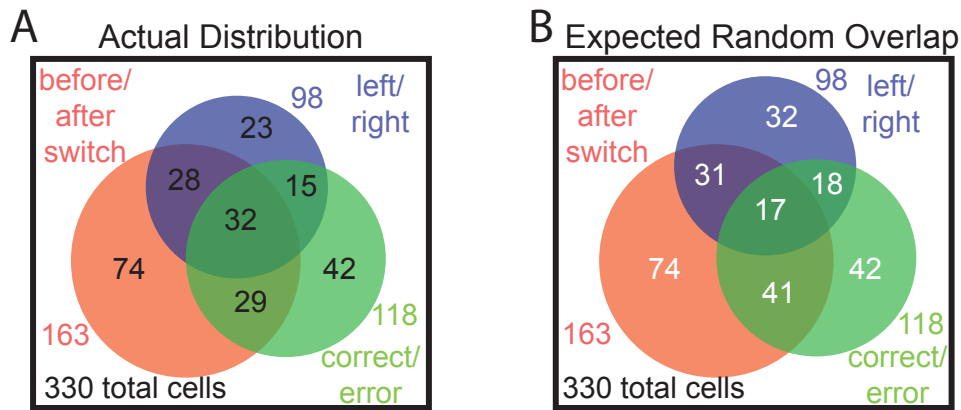 A Actual Distribution
before/
after
switch
98
left/
right
23
28
15
32
74
42
29
163
118
correct/
error
330 total cells
B Expected Random Overlap
before/
after
switch
98
left/
right
32
31
18
17
74
42
41
163
118
correct/
error
330 total cells